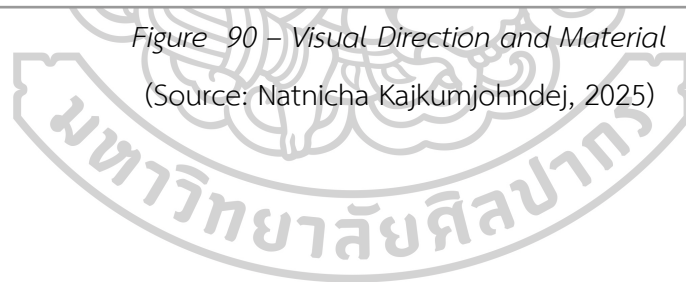 Figure 90 – Visual Direction and Material
(Source: Natnicha Kajkumjohndej, 2025)
มหาวิทยาลัยศิลปากร